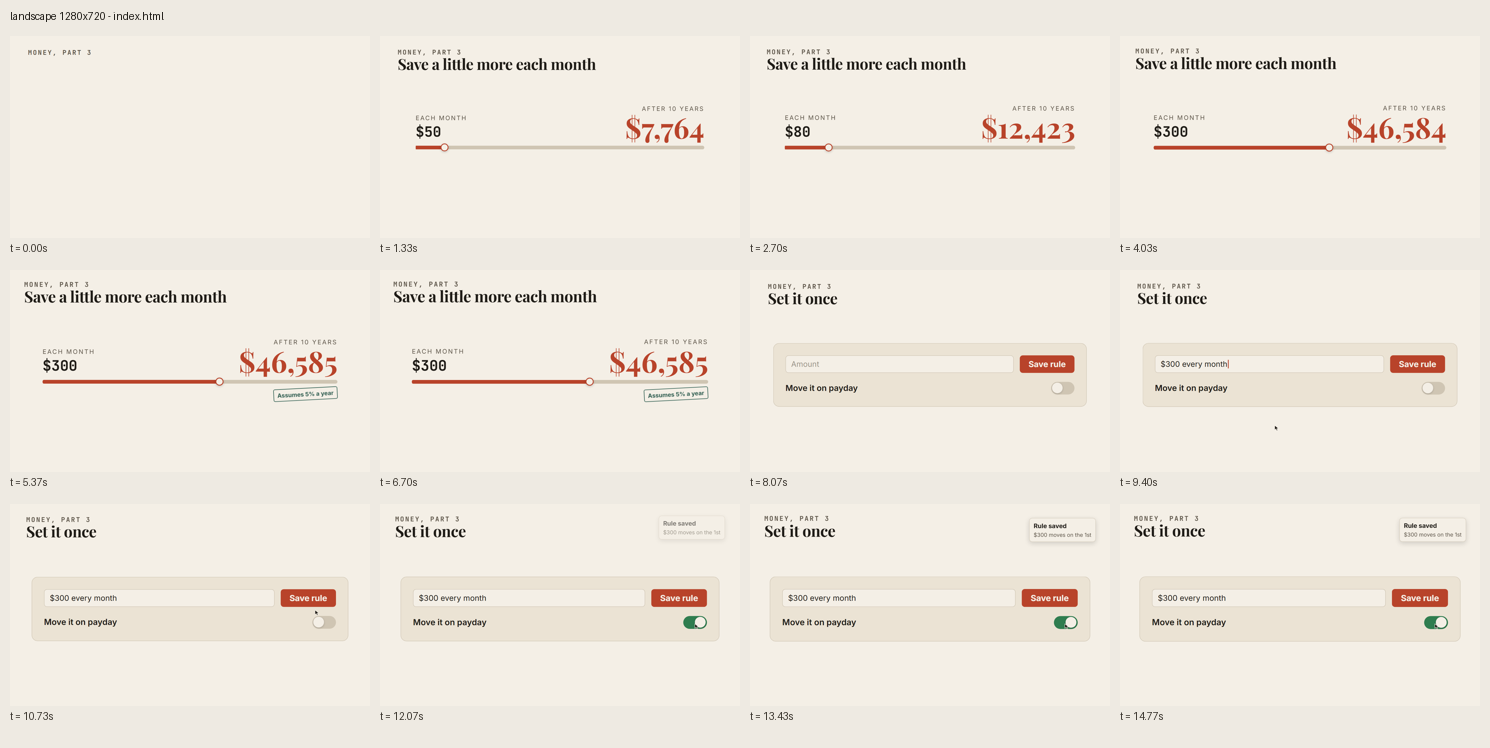 landscape 1280x720 - index.html
MONEY, PART 3
t = 0.00s
MONEY, PART 3
Save a little more each month
AFTER 10 YEARS
EACH MONTH
$50
$7,764
t = 1.33s
MONEY, PART 3
Save a little more each month
AFTER 10 YEARS
EACH MONTH
$80
$12,423
t = 2.70s
MONEY, PART 3
Save a little more each month
AFTER 10 YEARS
EACH MONTH
$300
$46,584
t = 4.03s
MONEY, PART 3
Save a little more each month
AFTER 10 YEARS
EACH MONTH
$300
$46,585
Assumes 5% a year
t = 5.37s
MONEY, PART 3
Save a little more each month
AFTER 10 YEARS
EACH MONTH
$300
$46,585
Assumes 5% a year
t = 6.70s
MONEY, PART 3
Set it once
Amount
Save rule
Move it on payday
t = 8.07s
MONEY, PART 3
Set it once
$300 every month
Save rule
Move it on payday
t = 9.40s
MONEY, PART 3
Set it once
$300 every month
Save rule
Move it on payday
t = 10.73s
MONEY, PART 3
Set it once
Rule saved
$300 moves on the 1st
$300 every month
Save rule
Move it on payday
t = 12.07s
MONEY, PART 3
Set it once
Rule saved
$300 moves on the 1st
$300 every month
Save rule
Move it on payday
t = 13.43s
MONEY, PART 3
Set it once
Rule saved
$300 moves on the 1st
$300 every month
Save rule
Move it on payday
t = 14.77s